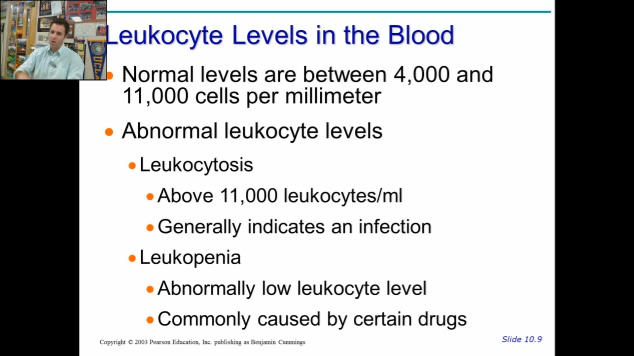 Leukocyte Levels in the Blood
• Normal levels are between 4,000 and
11,000 cells per millimeter
• Abnormal leukocyte levels
• Leukocytosis
• Above 11,000 leukocytes/ml
• Generally indicates an infection
• Leukopenia
• Abnormally low leukocyte level
• Commonly caused by certain drugs
Copyright © 2003 Pearson Education, Inc. publishing as Benjamin Cummings
Slide 10.9
UCLA